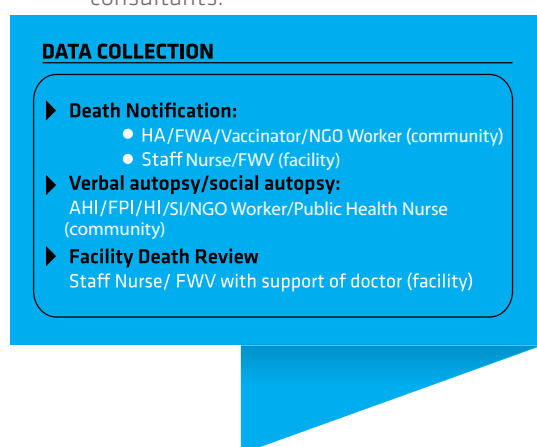 consultants.
DATA COLLECTION
Death Notification:
HA/FWA/Vaccinator/NGO Worker (community)
Staff Nurse/FWV (facility)
Verbal autopsy/social autopsy:
AHI/FPI/HI/SI/NGO Worker/Public Health Nurse
(community)
Facility Death Review
Staff Nurse/ FWV with support of doctor (facility)